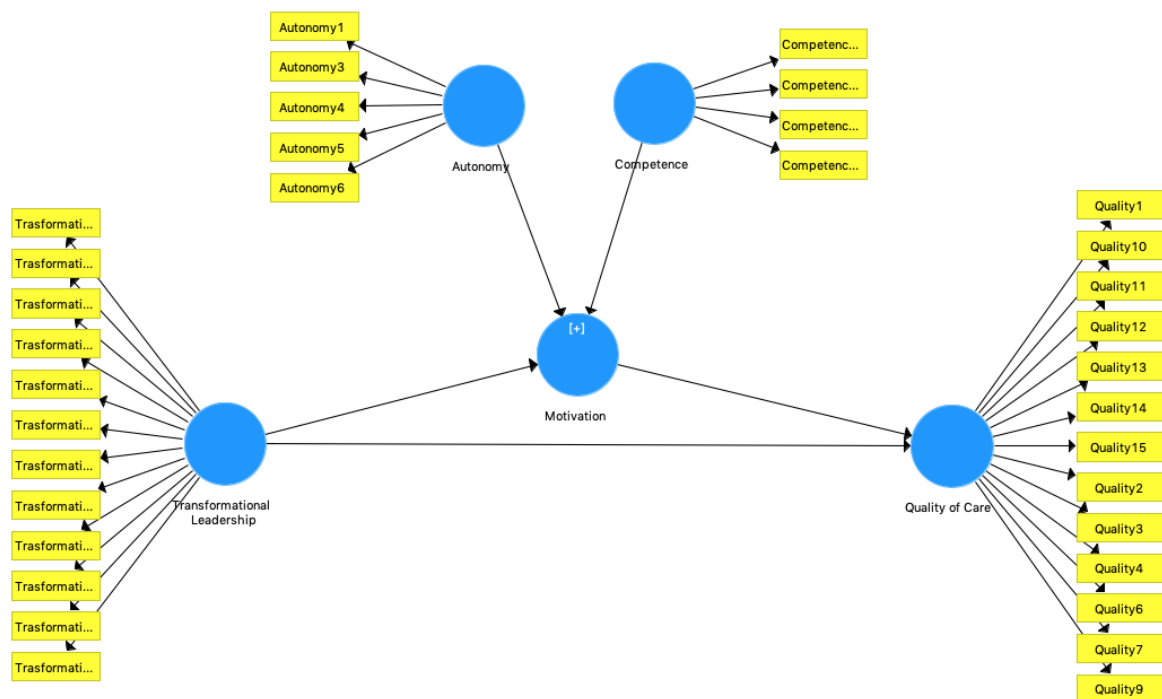 Autonomy1
Autonomy3
Autonomy4
Autonomy5
Autonomy6
Autonomy
Competenc...
Competenc...
Competenc...
Competenc...
Competence
Trasformati...
Trasformati...
Trasformati...
Trasformati...
Trasformati...
Trasformati...
Trasformati...
Trasformati...
Trasformati...
Trasformati...
Trasformati...
Trasformati...
Transformational
Leadership
[+]
Motivation
Quality of Care
Quality1
Quality10
Quality11
Quality12
Quality13
Quality14
Quality15
Quality2
Quality3
Quality4
Quality6
Quality7
Quality9